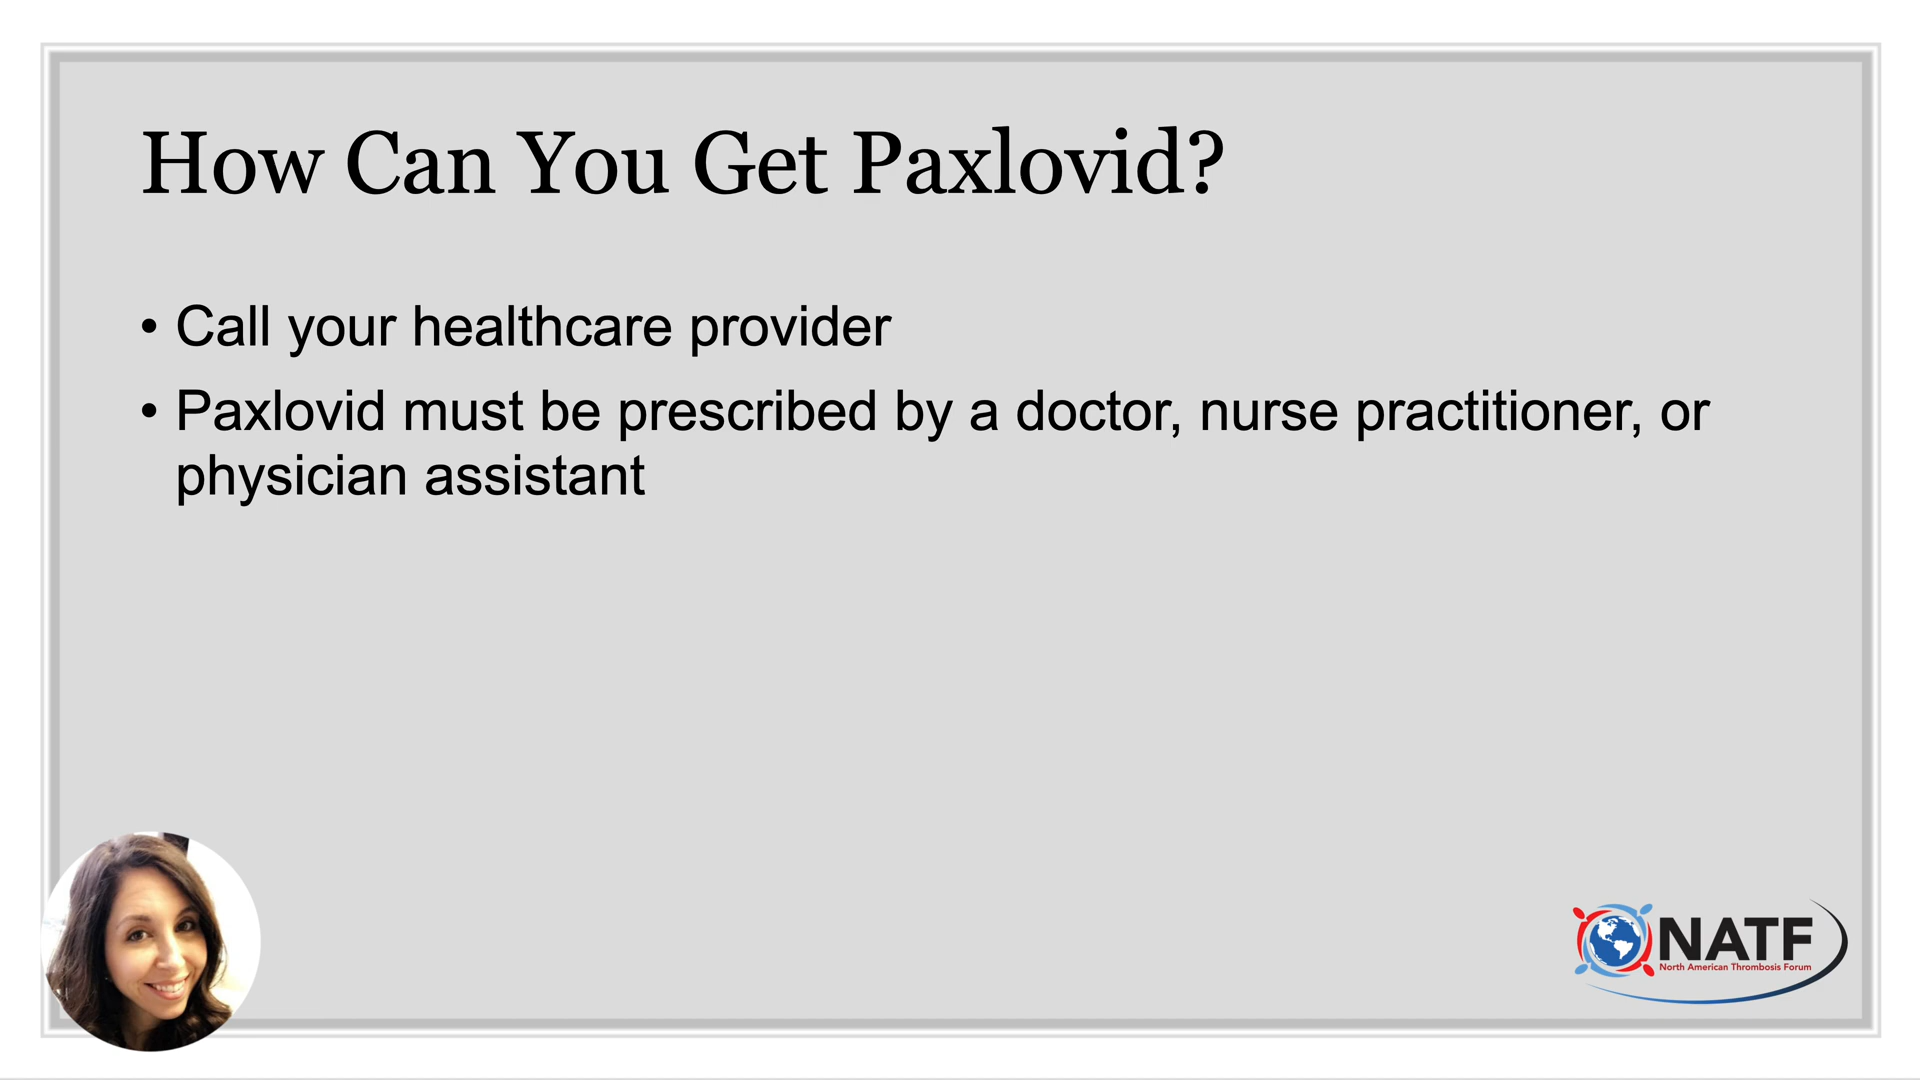 How Can You Get Paxlovid?
• Call your healthcare provider
• Paxlovid must be prescribed by a doctor, nurse practitioner, or
physician assistant
NATF
North American Thrombosis Forum